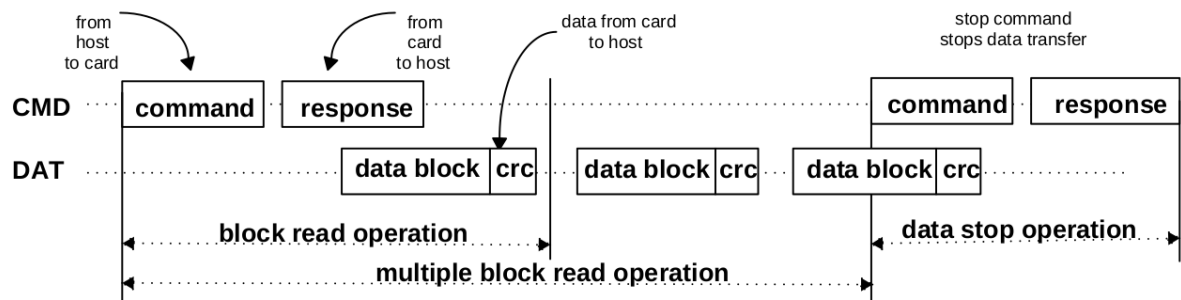 from
host
to card
from
card
to host
data from card
to host
stop command
stops data transfer
CMD
command
response
command
response
DAT
data block
crc
data block
crc
data block
crc
block read operation
data stop operation
multiple block read operation